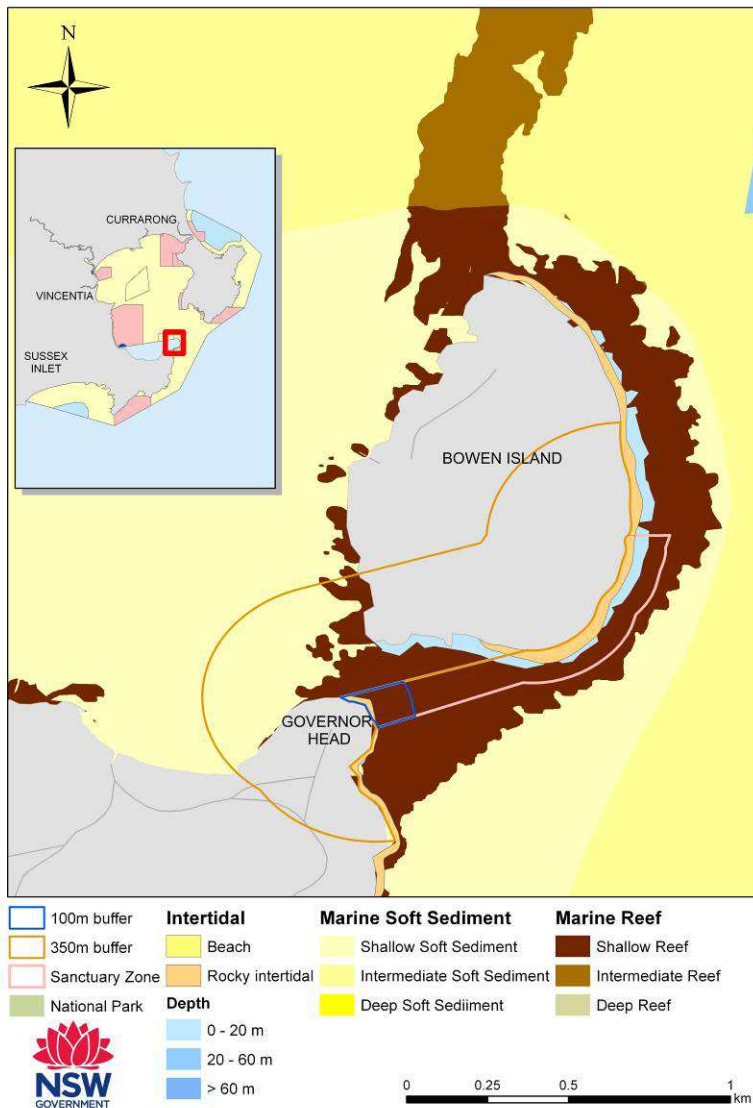 N
CURRARONG
VINCENTIA
SUSSEX
INLET
BOWEN ISLAND
GOVERNOR
HEAD
100m buffer
350m buffer
Sanctuary Zone
National Park
Intertidal
Beach
Rocky intertidal
Depth
0 - 20 m
20 - 60 m
> 60 m
Marine Soft Sediment
Shallow Soft Sediment
Intermediate Soft Sediment
Deep Soft Sediiment
Marine Reef
Shallow Reef
Intermediate Reef
Deep Reef
NSW
GOVERNMENT
0 0.25 0.5 1
km